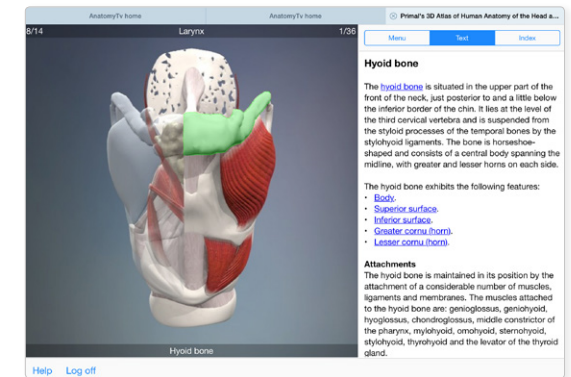 AnatomyTv home
AnatomyTv home
Primal's 3D Atlas of Human Anatomy of the Head a...
8/14
Larynx
1/36
Menu
Text
Index
Hyoid bone
The hyoid bone is situated in the upper part of the
front of the neck, just posterior to and a little below
the inferior border of the chin. It lies at the level of
the third cervical vertebra and is suspended from
the styloid processes of the temporal bones by the
stylohyoid ligaments. The bone is horseshoe-
shaped and consists of a central body spanning the
midline, with greater and lesser horns on each side.
The hyoid bone exhibits the following features:
• Body.
• Superior surface.
• Inferior surface.
• Greater cornu (horn).
• Lesser cornu (horn).
Attachments
The hyoid bone is maintained in its position by the
attachment of a considerable number of muscles,
ligaments and membranes. The muscles attached
to the hyoid bone are: genioglossus, geniohyoid,
hyoglossus, chondroglossus, middle constrictor of
the pharynx, mylohyoid, omohyoid, sternohyoid,
stylohyoid, thyrohyoid and the levator of the thyroid
gland.
Hyoid bone
Help
Log off